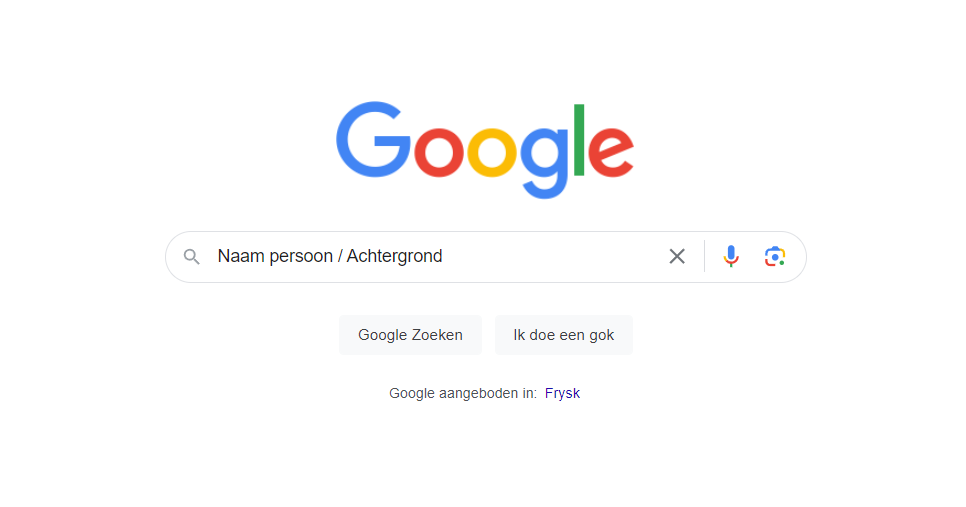 Google
Naam persoon / Achtergrond
Google Zoeken
Ik doe een gok
Google aangeboden in: Frysk